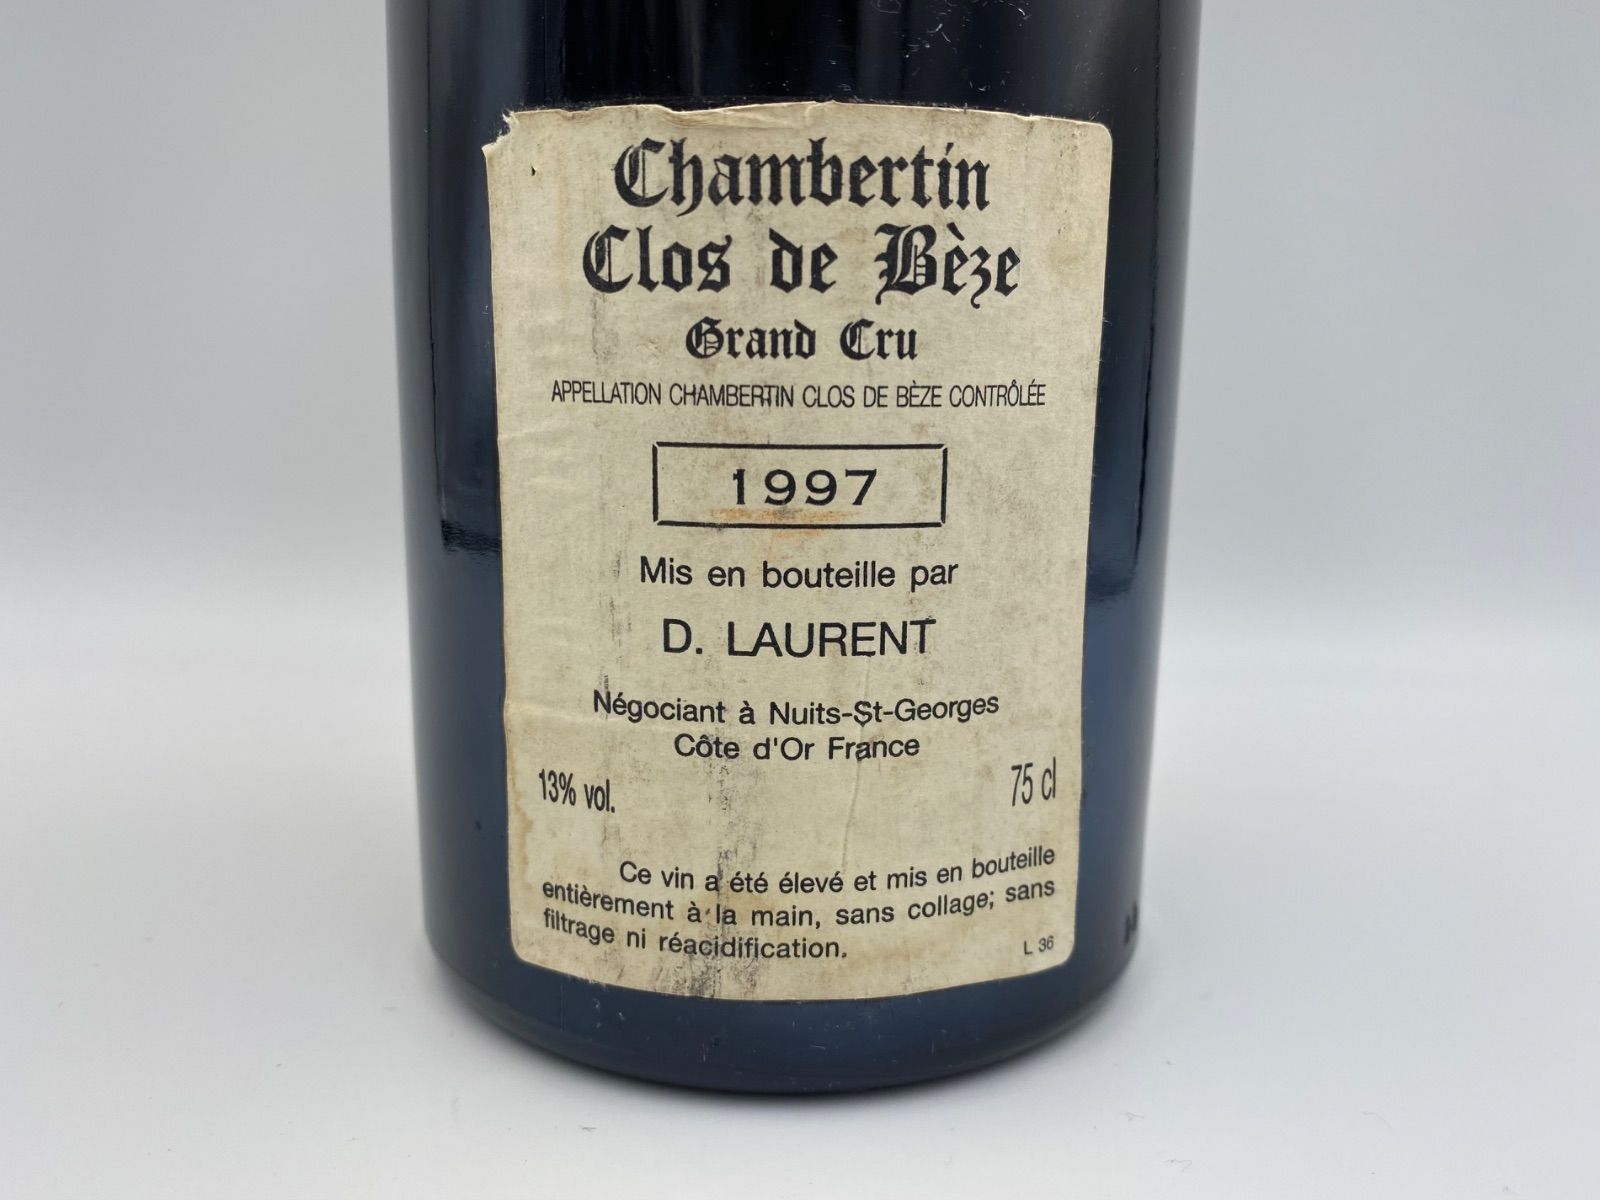 Chambertin
Clos de Bèze
Grand Cru
APPELLATION CHAMBERTIN CLOS DE BÈZE CONTRÔLÉE
1997
Mis en bouteille par
D. LAURENT
Négociant à Nuits-St-Georges
Côte d'Or France
13% vol.
75 cl
Ce vin a été élevé et mis en bouteille
entièrement à la main, sans collage; sans
filtrage ni réacidification.
L 36